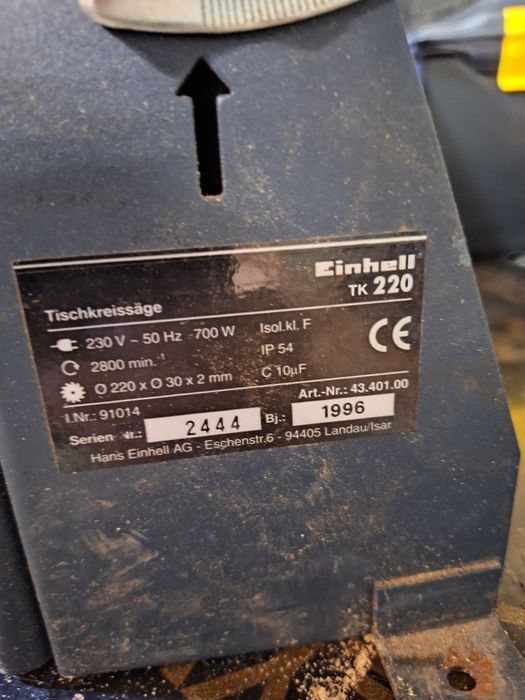 Einhell
TK 220
Tischkreissäge
230 V ~ 50 Hz 700 W Isol.kl. F
2800 min.-1 IP 54
O 220 x O 30 x 2 mm C 10µF
CE
I.Nr.: 91014 Art.-Nr.: 43.401.00
Serien Nr.: 2444 Bj.: 1996
Hans Einhell AG - Eschenstr.6 - 94405 Landau/Isar